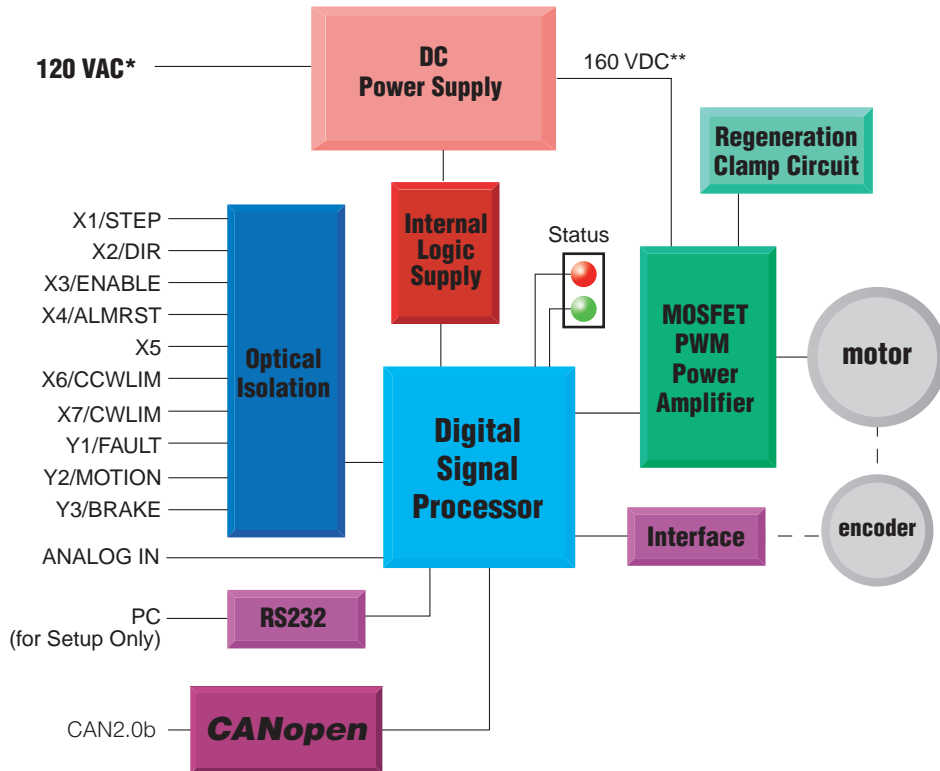 120 VAC*
DC
Power Supply
160 VDC**
Regeneration
Clamp Circuit
Internal
Logic
Supply
Status
X1/STEP
X2/DIR
X3/ENABLE
X4/ALMRST
X5
X6/CCWLIM
X7/CWLIM
Y1/FAULT
Y2/MOTION
Y3/BRAKE
Optical
Isolation
MOSFET
PWM
Power
Amplifier
motor
Digital
Signal
Processor
Interface
encoder
ANALOG IN
PC
(for Setup Only)
RS232
CAN2.0b
CANopen